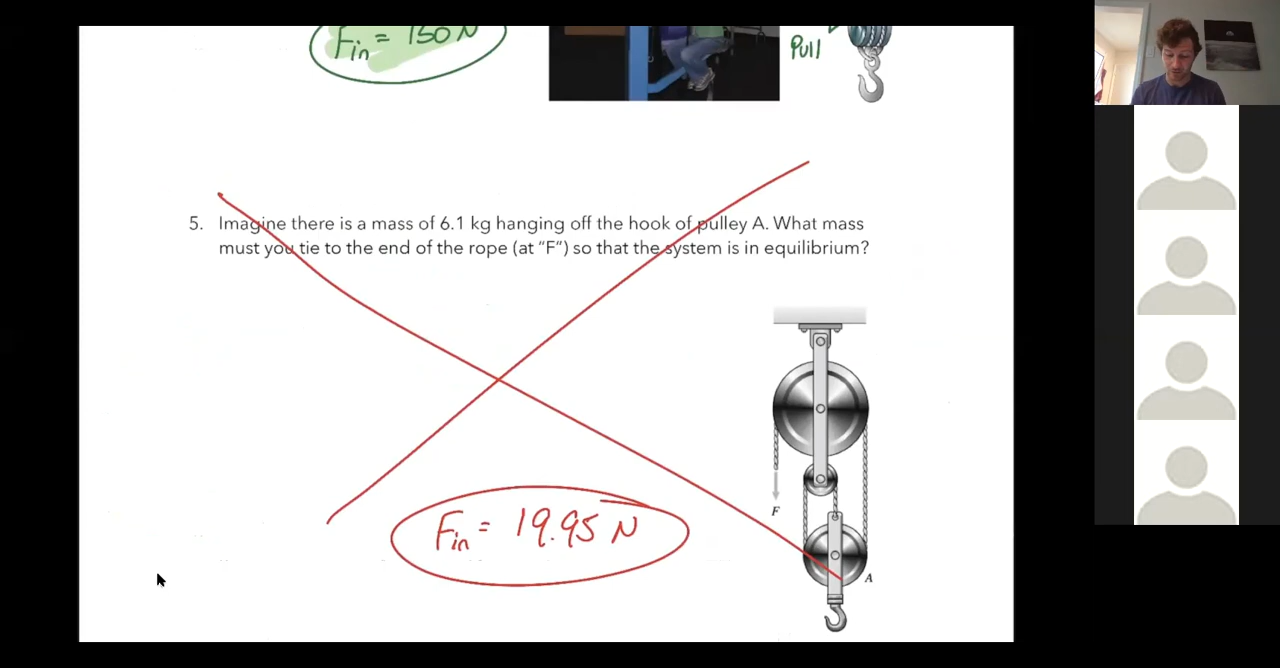 Fin = 150 N
Pull
5. Imagine there is a mass of 6.1 kg hanging off the hook of pulley A. What mass
must you tie to the end of the rope (at "F") so that the system is in equilibrium?
F
Fin = 19.95 N
A